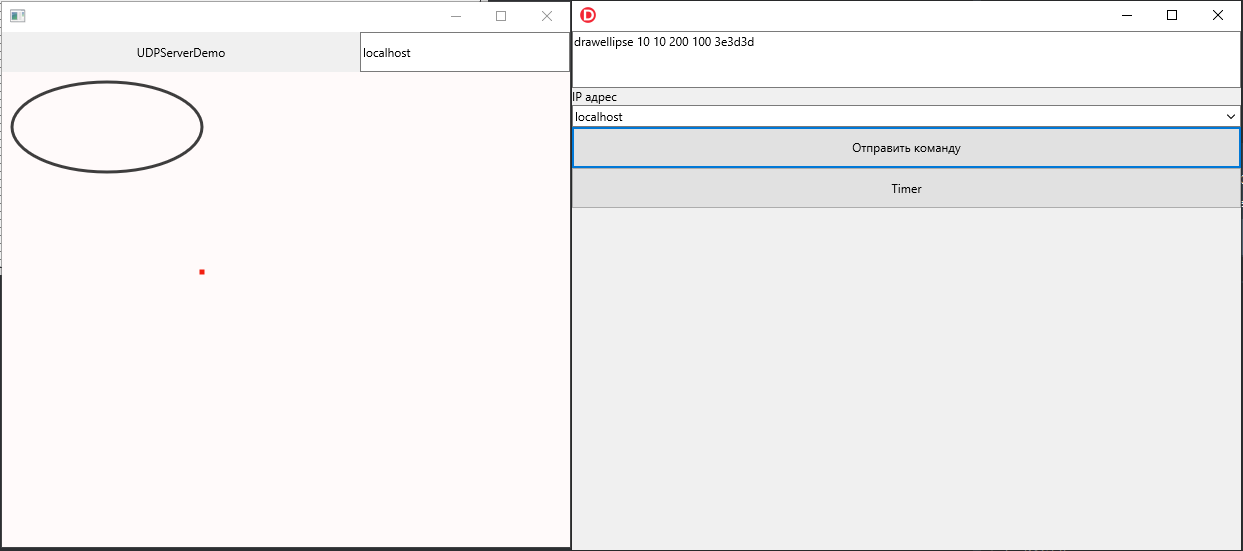 UDPServerDemo
localhost
drawellipse 10 10 200 100 3e3d3d
IP адрес
localhost
Отправить команду
Timer